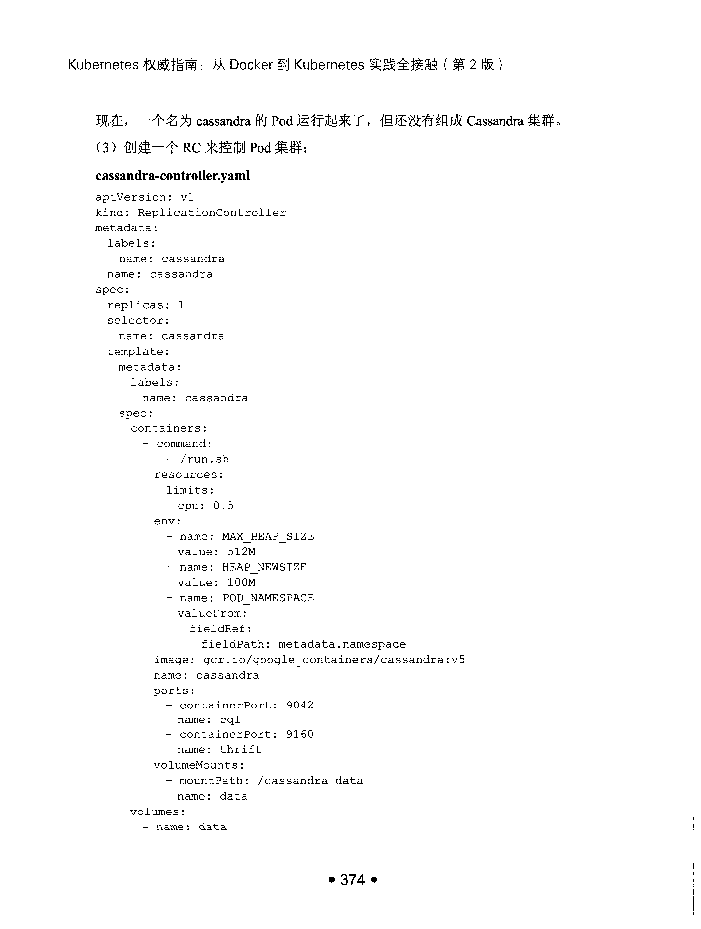 Kubernetes 权威指南：从 Docker 到 Kubernetes 实践全接触（第 2 版）
现在，一个名为 cassandra 的 Pod 运行起来了，但还没有组成 Cassandra 集群。
（3）创建一个 RC 来控制 Pod 集群：
cassandra-controller.yaml
apiVersion: v1
kind: ReplicationController
metadata:
  labels:
    name: cassandra
  name: cassandra
spec:
  replicas: 1
  selector:
    name: cassandra
  template:
    metadata:
      labels:
        name: cassandra
    spec:
      containers:
        - command:
            - /run.sh
          resources:
            limits:
              cpu: 0.5
          env:
            - name: MAX_HEAP_SIZE
              value: 512M
            - name: HEAP_NEWSIZE
              value: 100M
            - name: POD_NAMESPACE
              valueFrom:
                fieldRef:
                  fieldPath: metadata.namespace
          image: gcr.io/google_containers/cassandra:v5
          name: cassandra
          ports:
            - containerPort: 9042
              name: cql
            - containerPort: 9160
              name: thrift
          volumeMounts:
            - mountPath: /cassandra_data
              name: data
      volumes:
        - name: data
• 374 •